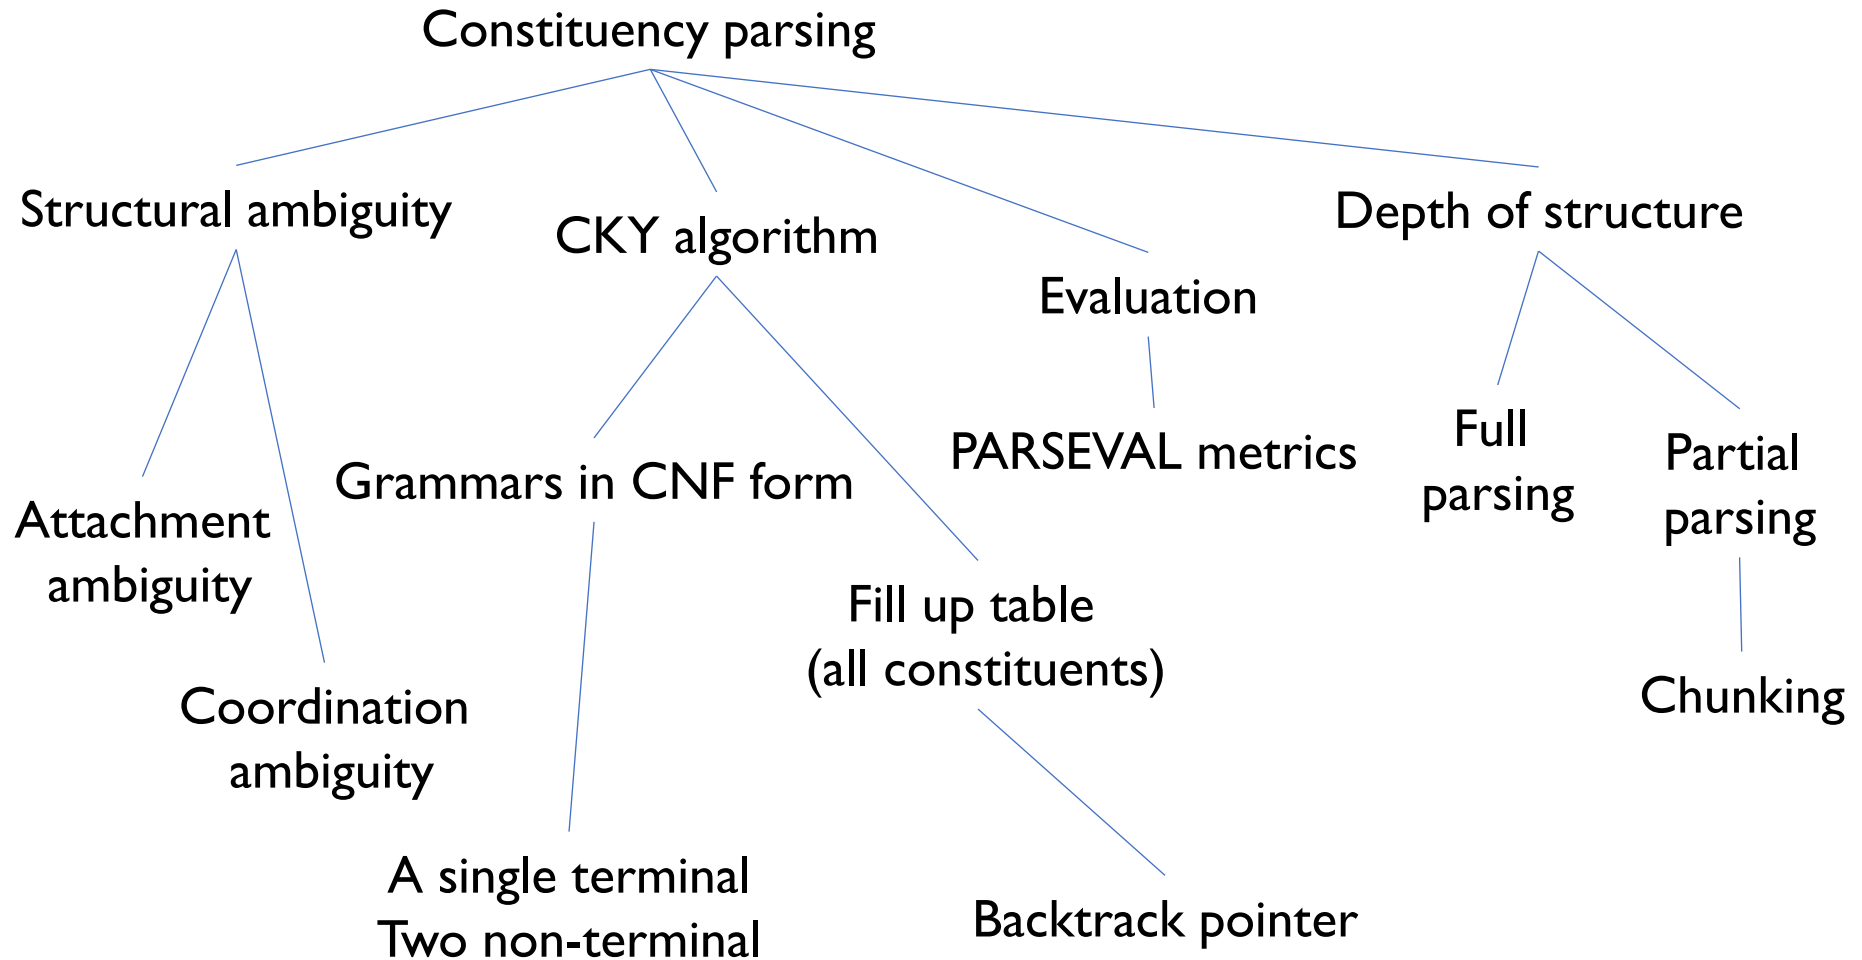 Constituency parsing
Structural ambiguity
CKY algorithm
Evaluation
Depth of structure
Attachment
ambiguity
Coordination
ambiguity
Grammars in CNF form
A single terminal
Two non-terminal
Fill up table
(all constituents)
Backtrack pointer
PARSEVAL metrics
Full
parsing
Partial
parsing
Chunking